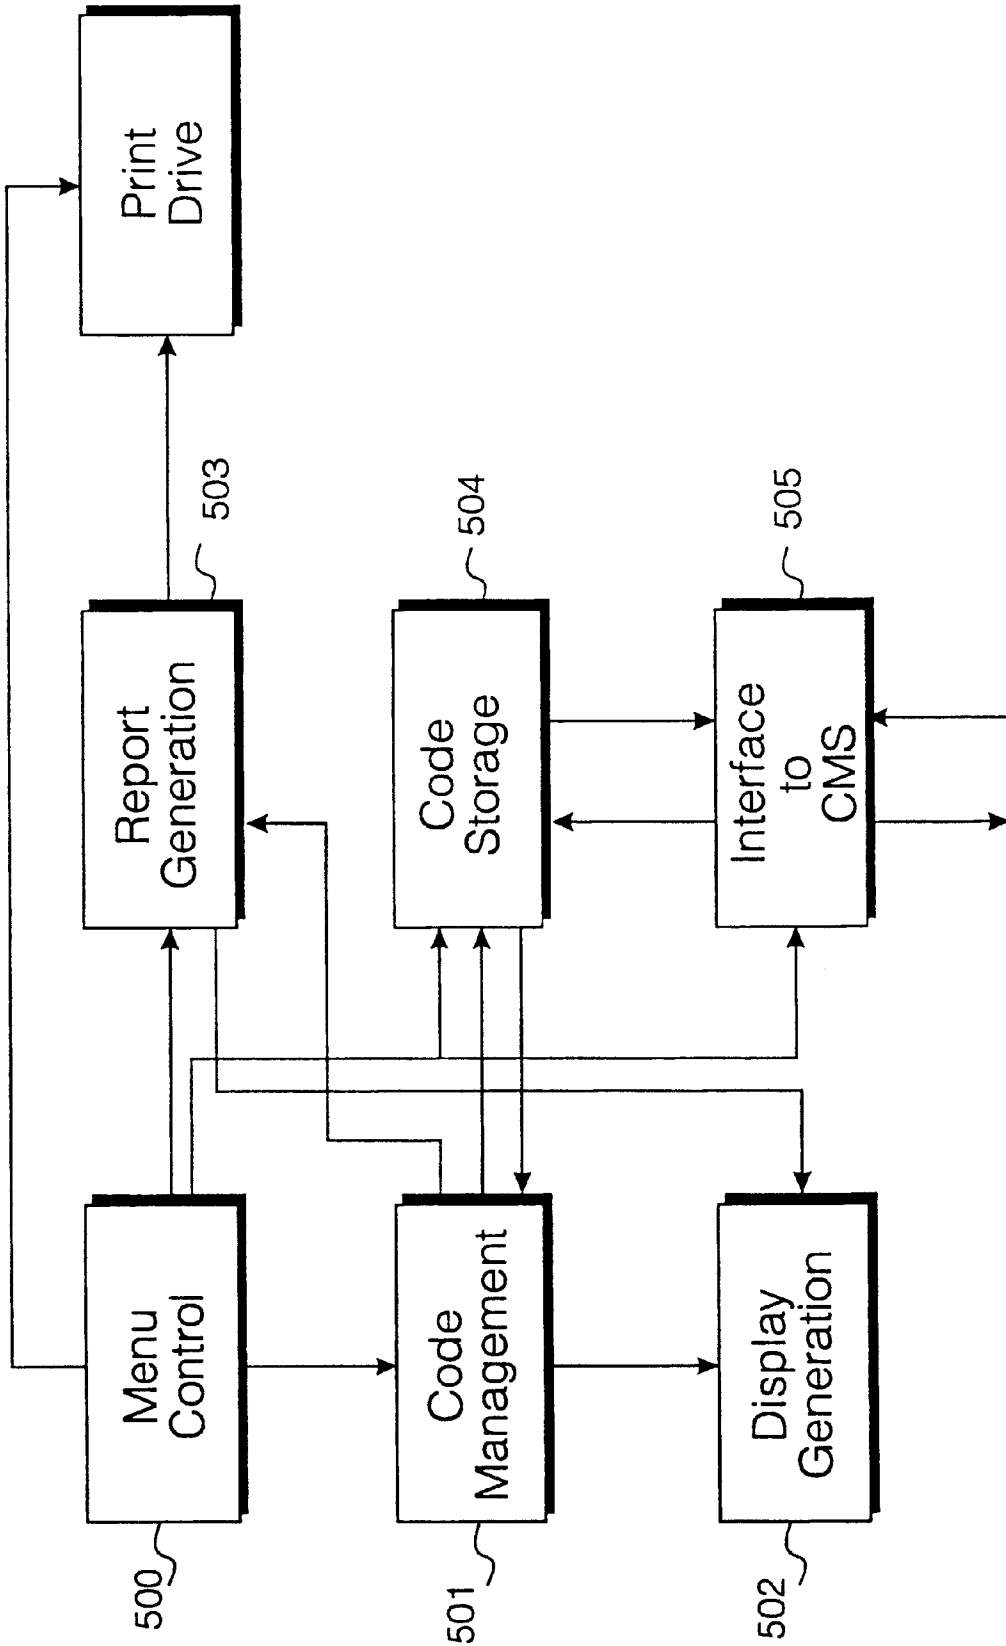 500
Menu
Control
Report
Generation
503
Print
Drive
501
Code
Management
Code
Storage
504
502
Display
Generation
Interface
to
CMS
505